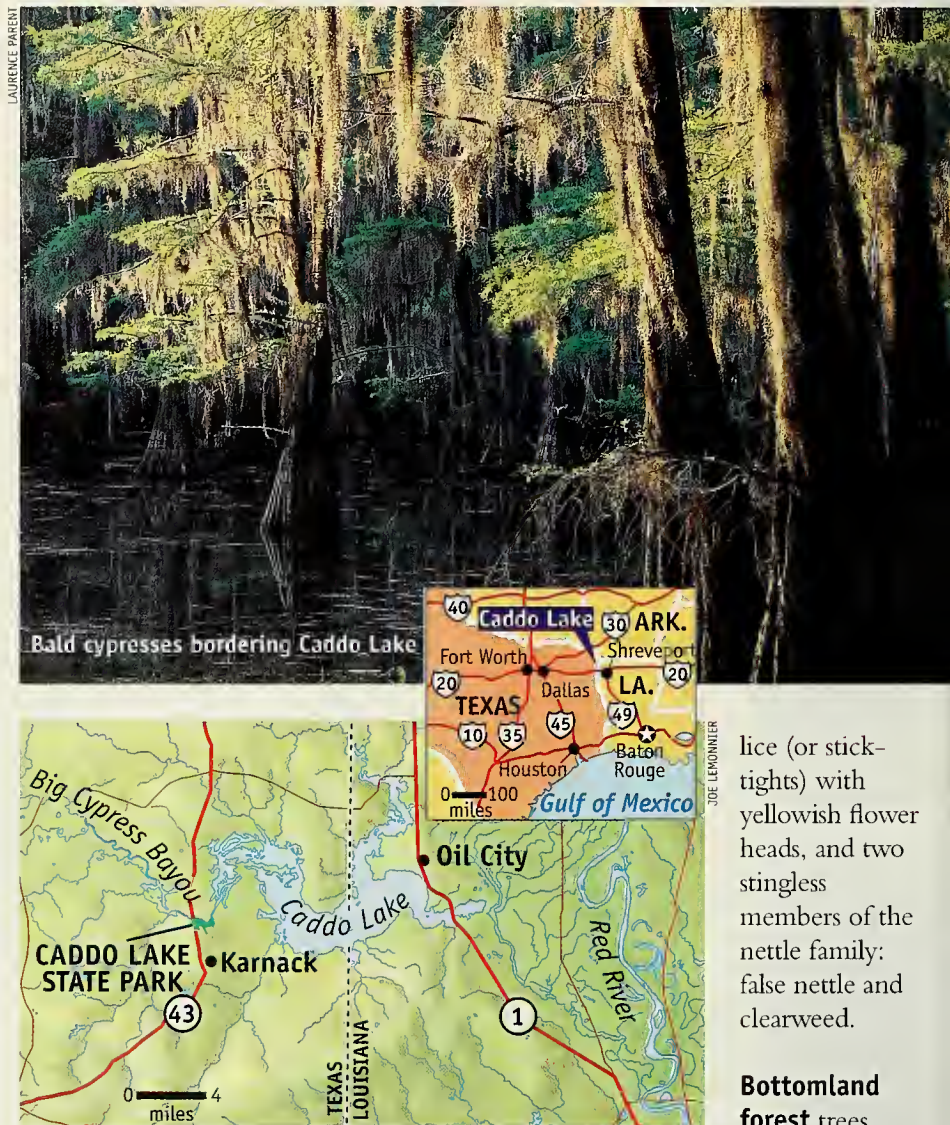 LAURENCE PARENT
Bald cypresses bordering Caddo Lake
40
Caddo Lake
30
ARK.
Fort Worth
Shreveport
20
Dallas
20
TEXAS
LA.
10
35
45
49
Houston
Baton
Rouge
0 100
miles
Gulf of Mexico
JOE LEMONNIER
Big Cypress Bayou
Oil City
Caddo Lake
CADDO LAKE
STATE PARK
Karnack
Red River
43
1
TEXAS
LOUISIANA
0 4
miles
lice (or stick-
tights) with
yellowish flower
heads, and two
stingless
members of the
nettle family:
false nettle and
clearweed.
Bottomland
forest trees